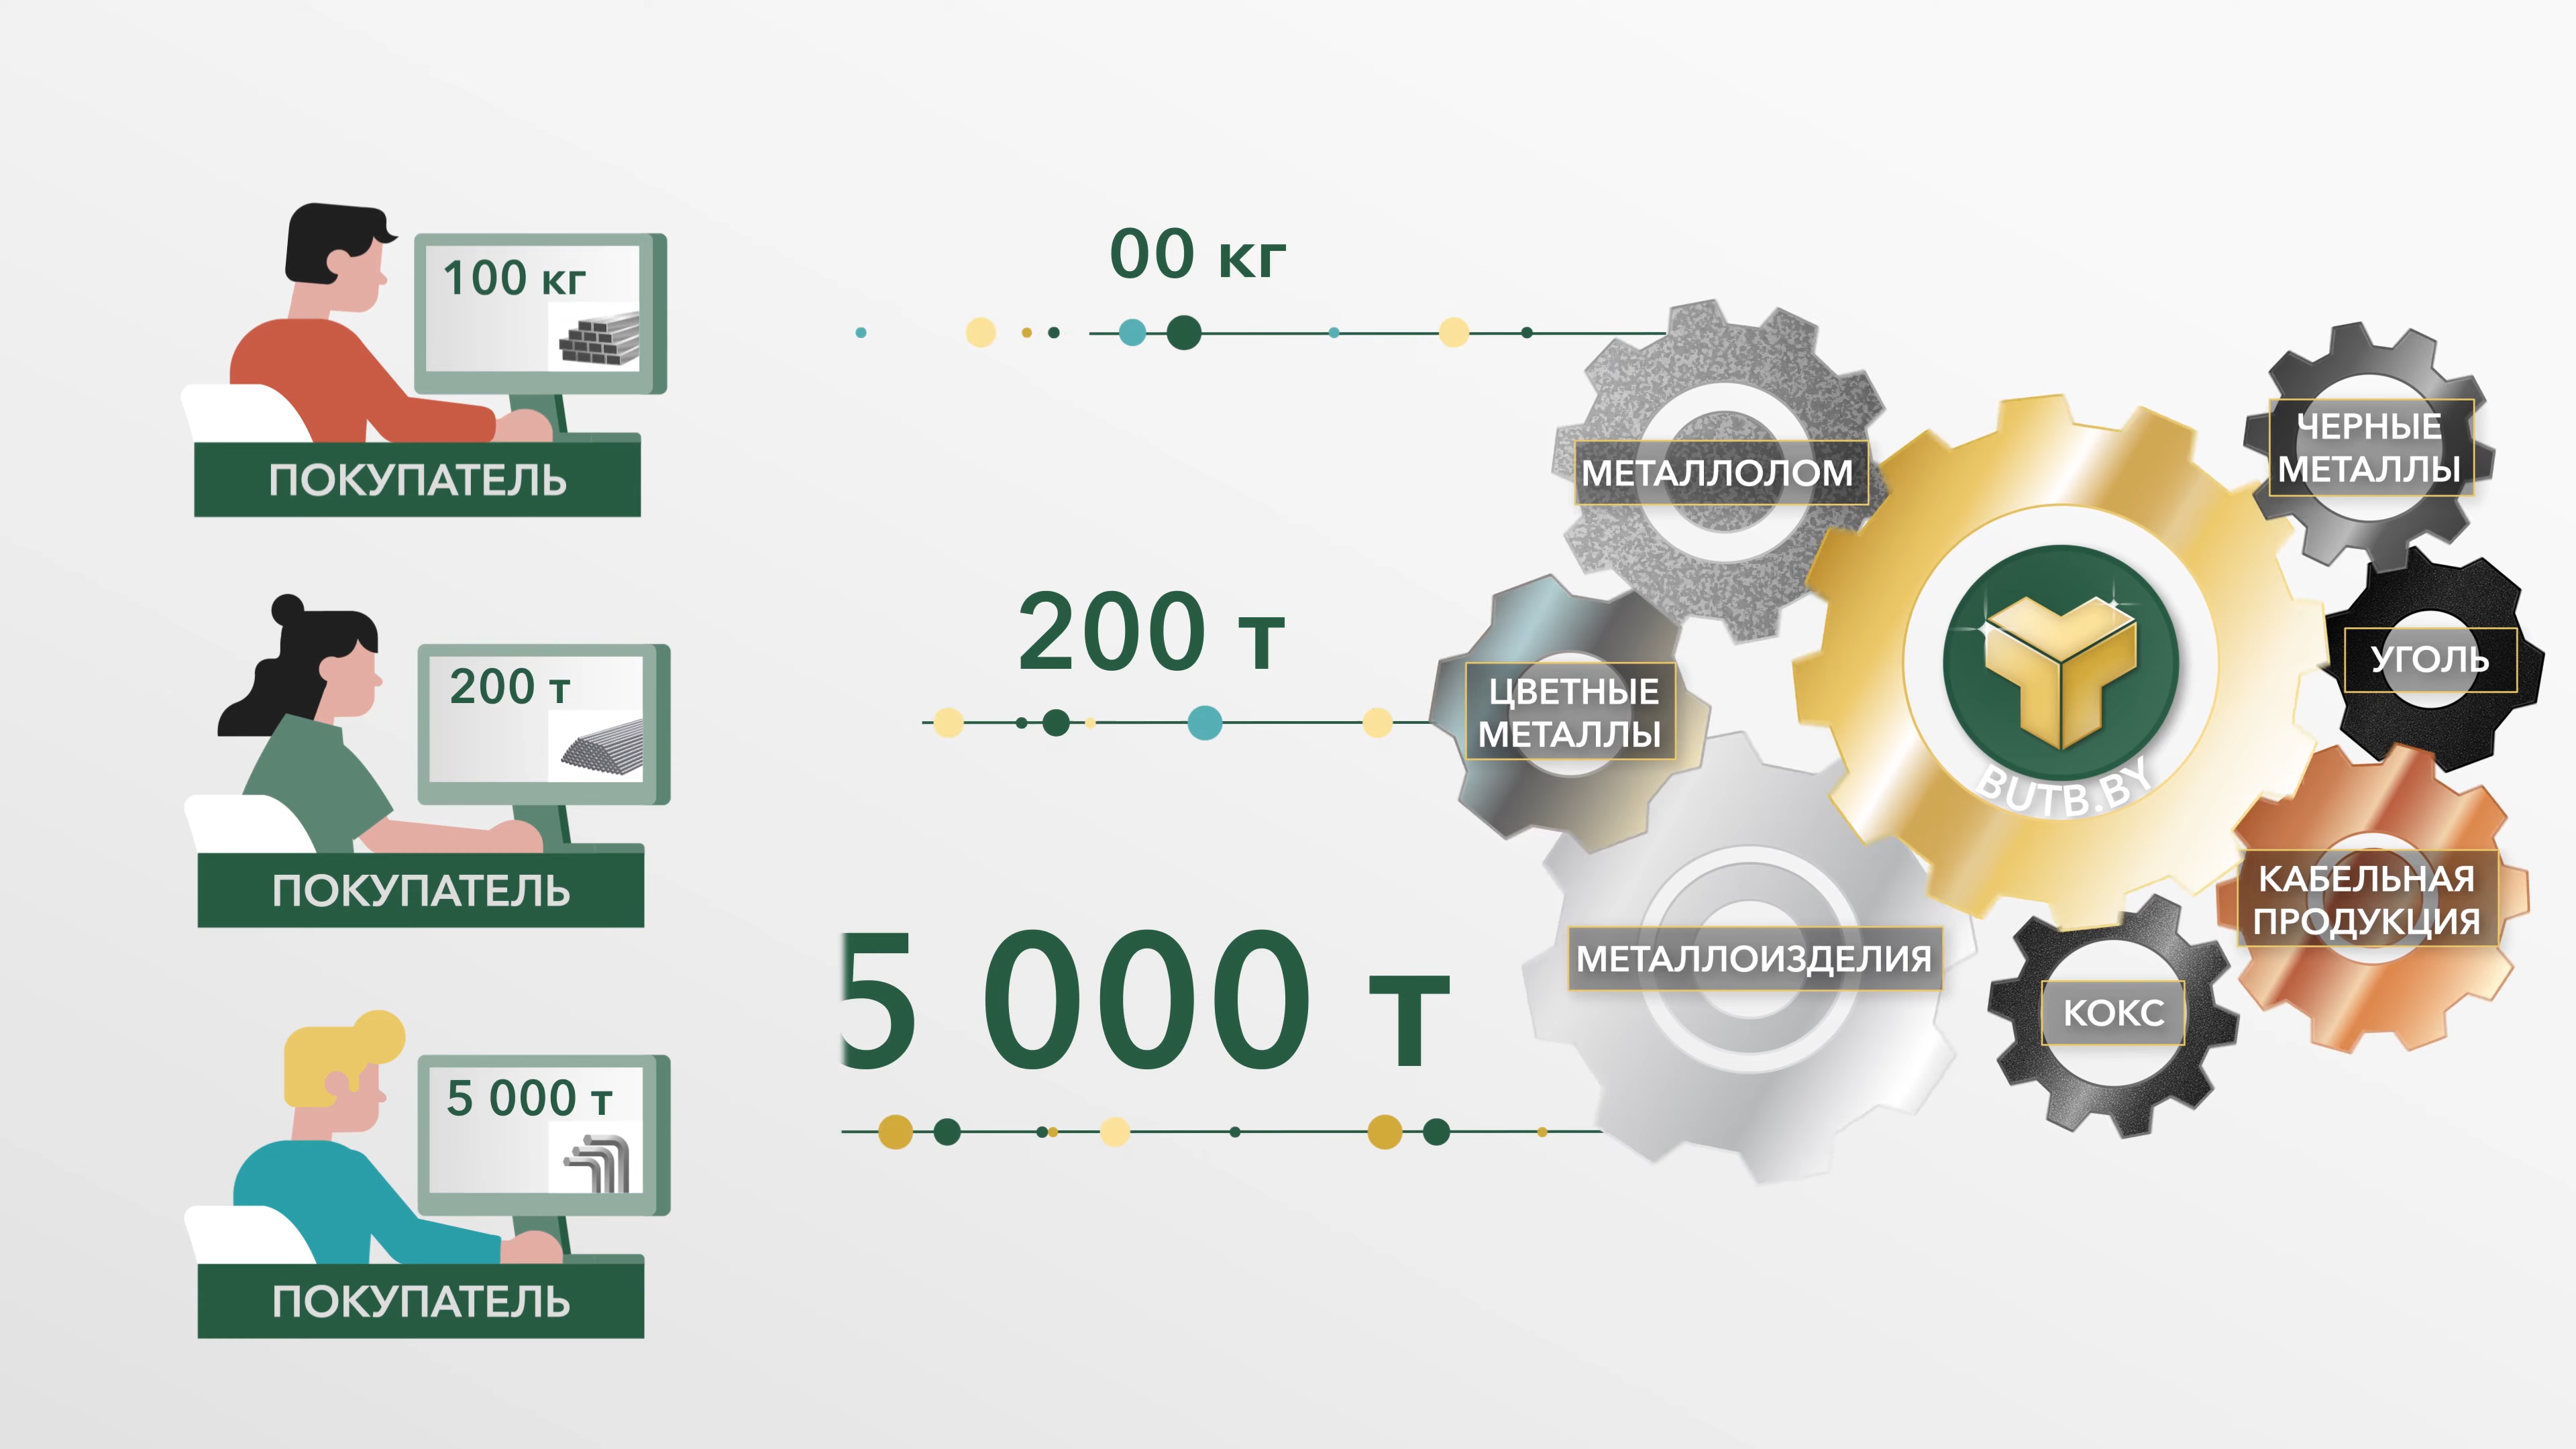 100 кг
ПОКУПАТЕЛЬ
200 т
ПОКУПАТЕЛЬ
5 000 т
ПОКУПАТЕЛЬ
00 кг
200 т
5 000 т
МЕТАЛЛОЛОМ
ЦВЕТНЫЕ
МЕТАЛЛЫ
МЕТАЛЛОИЗДЕЛИЯ
BUTB.BY
ЧЕРНЫЕ
МЕТАЛЛЫ
УГОЛЬ
КАБЕЛЬНАЯ
ПРОДУКЦИЯ
КОКС